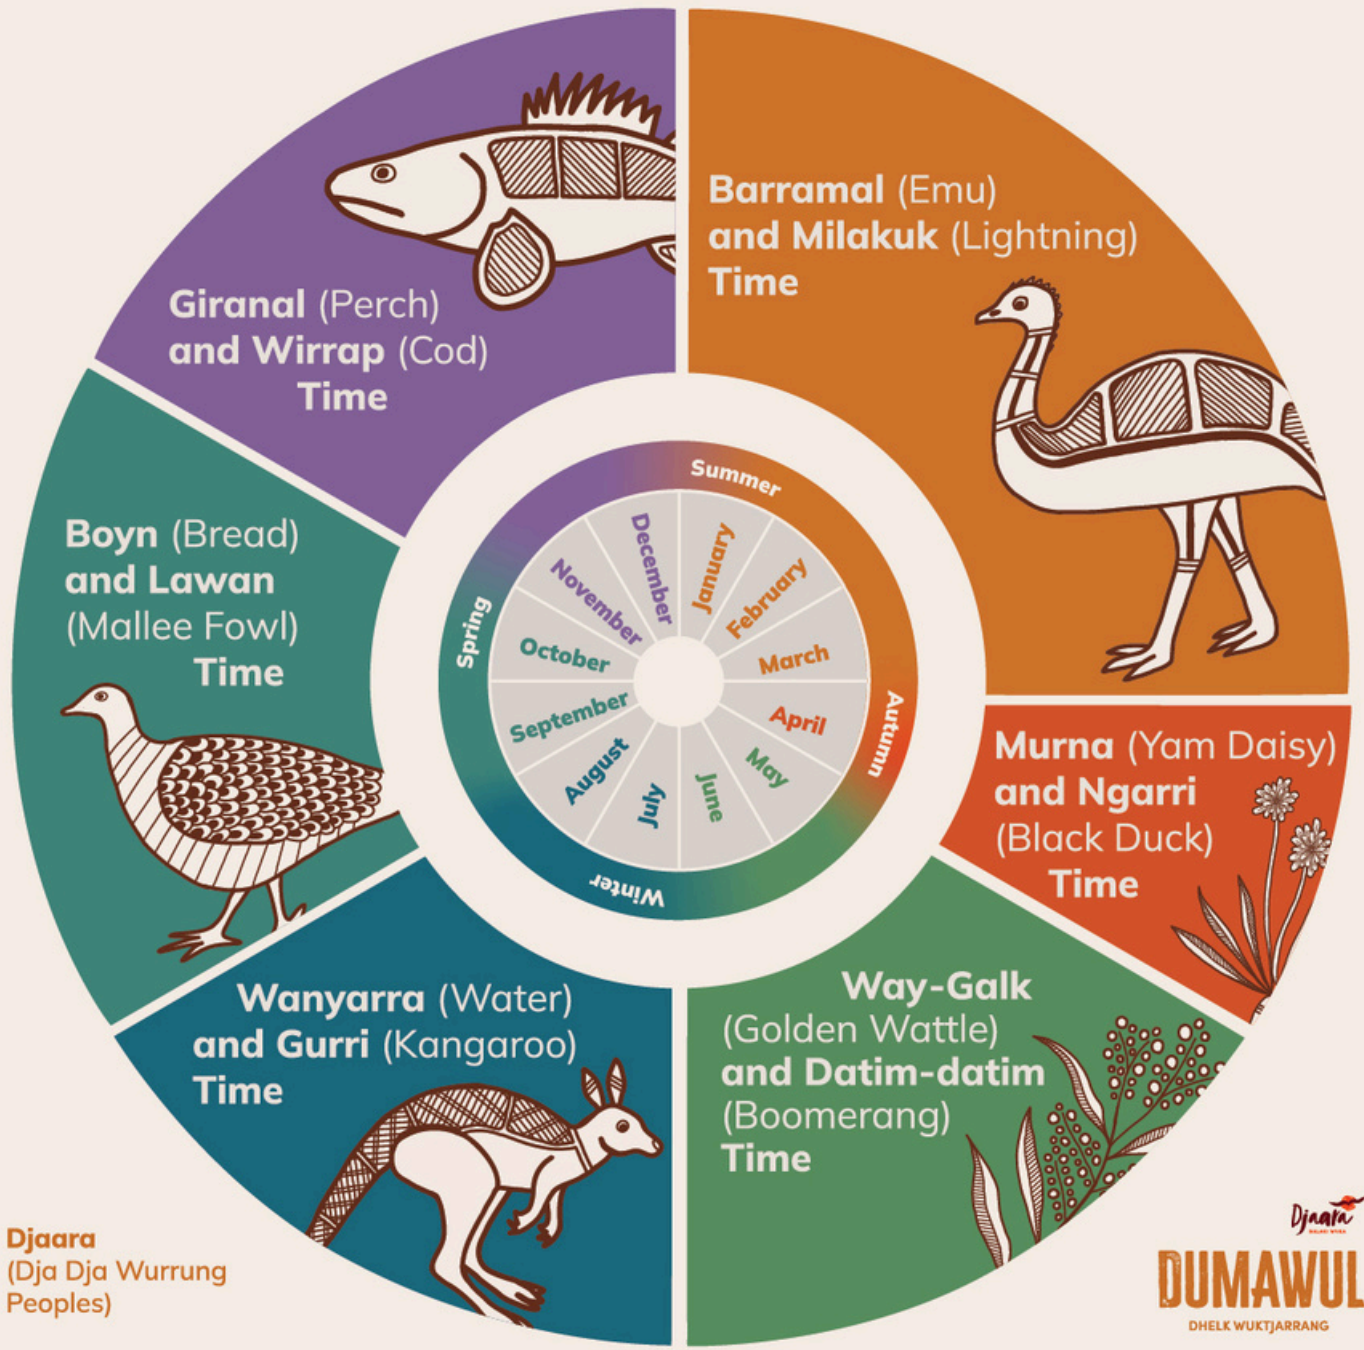 Barramal (Emu)
and Milakuk (Lightning)
Time
Murna (Yam Daisy)
and Ngarri
(Black Duck)
Time
Way-Galk
(Golden Wattle)
and Datim-datim
(Boomerang)
Time
Wanyarra (Water)
and Gurri (Kangaroo)
Time
Boyn (Bread)
and Lawan
(Mallee Fowl)
Time
Giranal (Perch)
and Wirrap (Cod)
Time
Summer
Autumn
Winter
Spring
January
February
March
April
May
June
July
August
September
October
November
December
Djaara
(Dja Dja Wurrung
Peoples)
Djaara
DUMAWUL
DHELK WUKTJARRANG